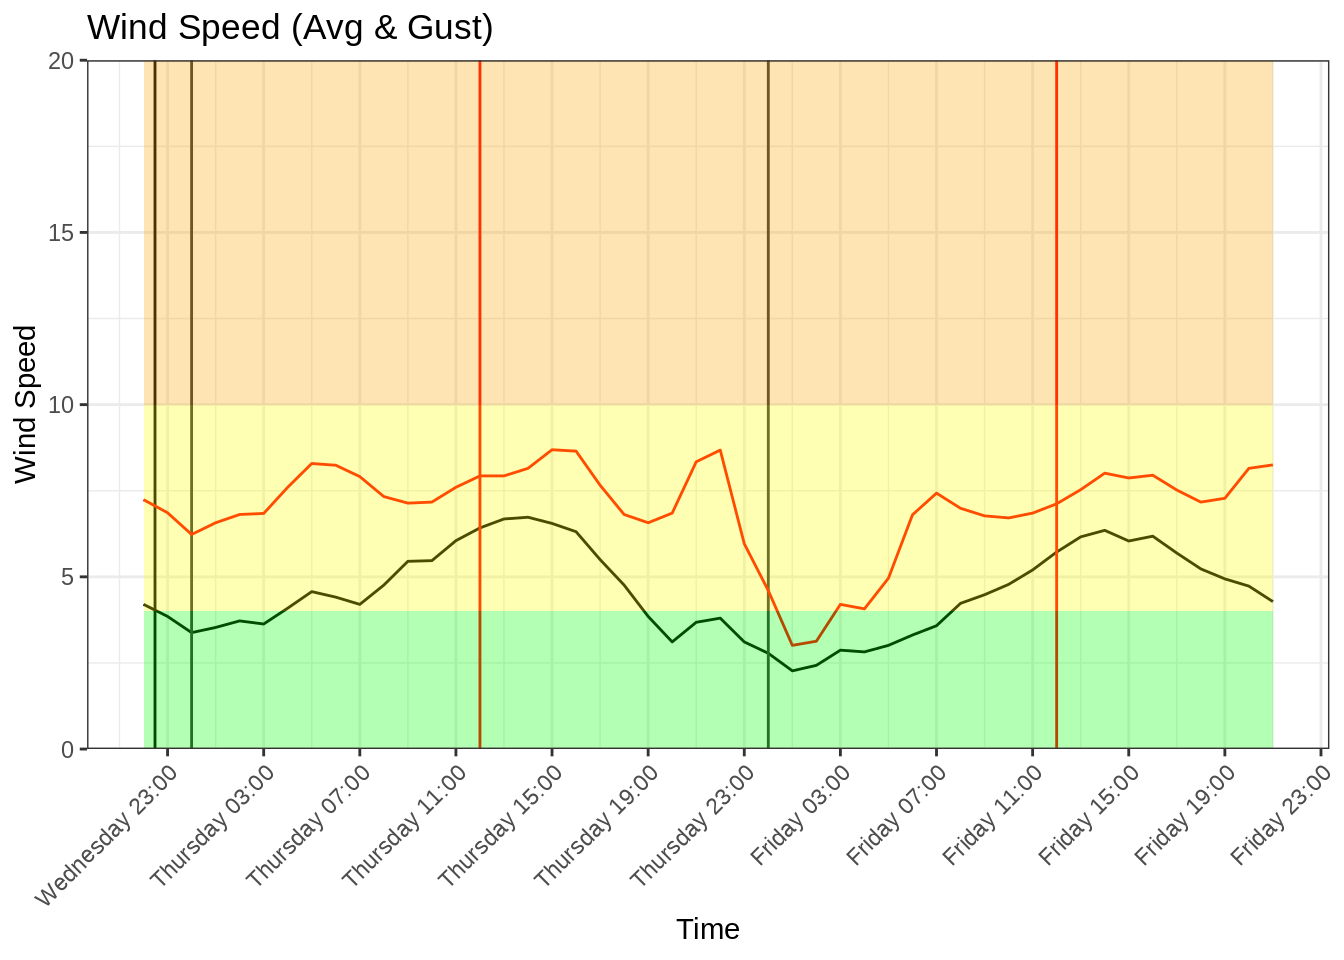 Wind Speed (Avg & Gust)
20
15
10
5
0
Wind Speed
Wednesday 23:00
Thursday 03:00
Thursday 07:00
Thursday 11:00
Thursday 15:00
Thursday 19:00
Thursday 23:00
Friday 03:00
Friday 07:00
Friday 11:00
Friday 15:00
Friday 19:00
Friday 23:00
Time